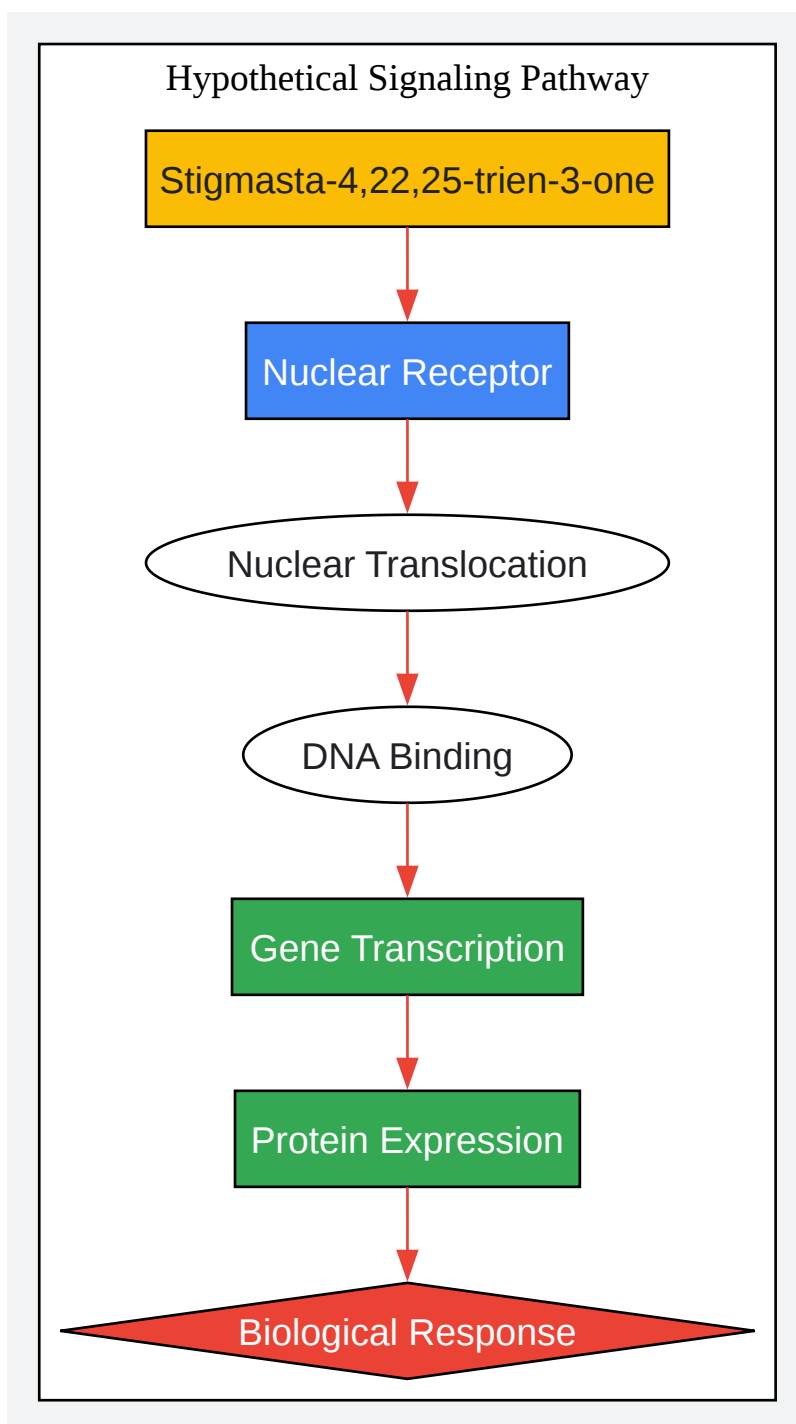 Hypothetical Signaling Pathway
Stigmasta-4,22,25-trien-3-one
Nuclear Receptor
Nuclear Translocation
DNA Binding
Gene Transcription
Protein Expression
Biological Response